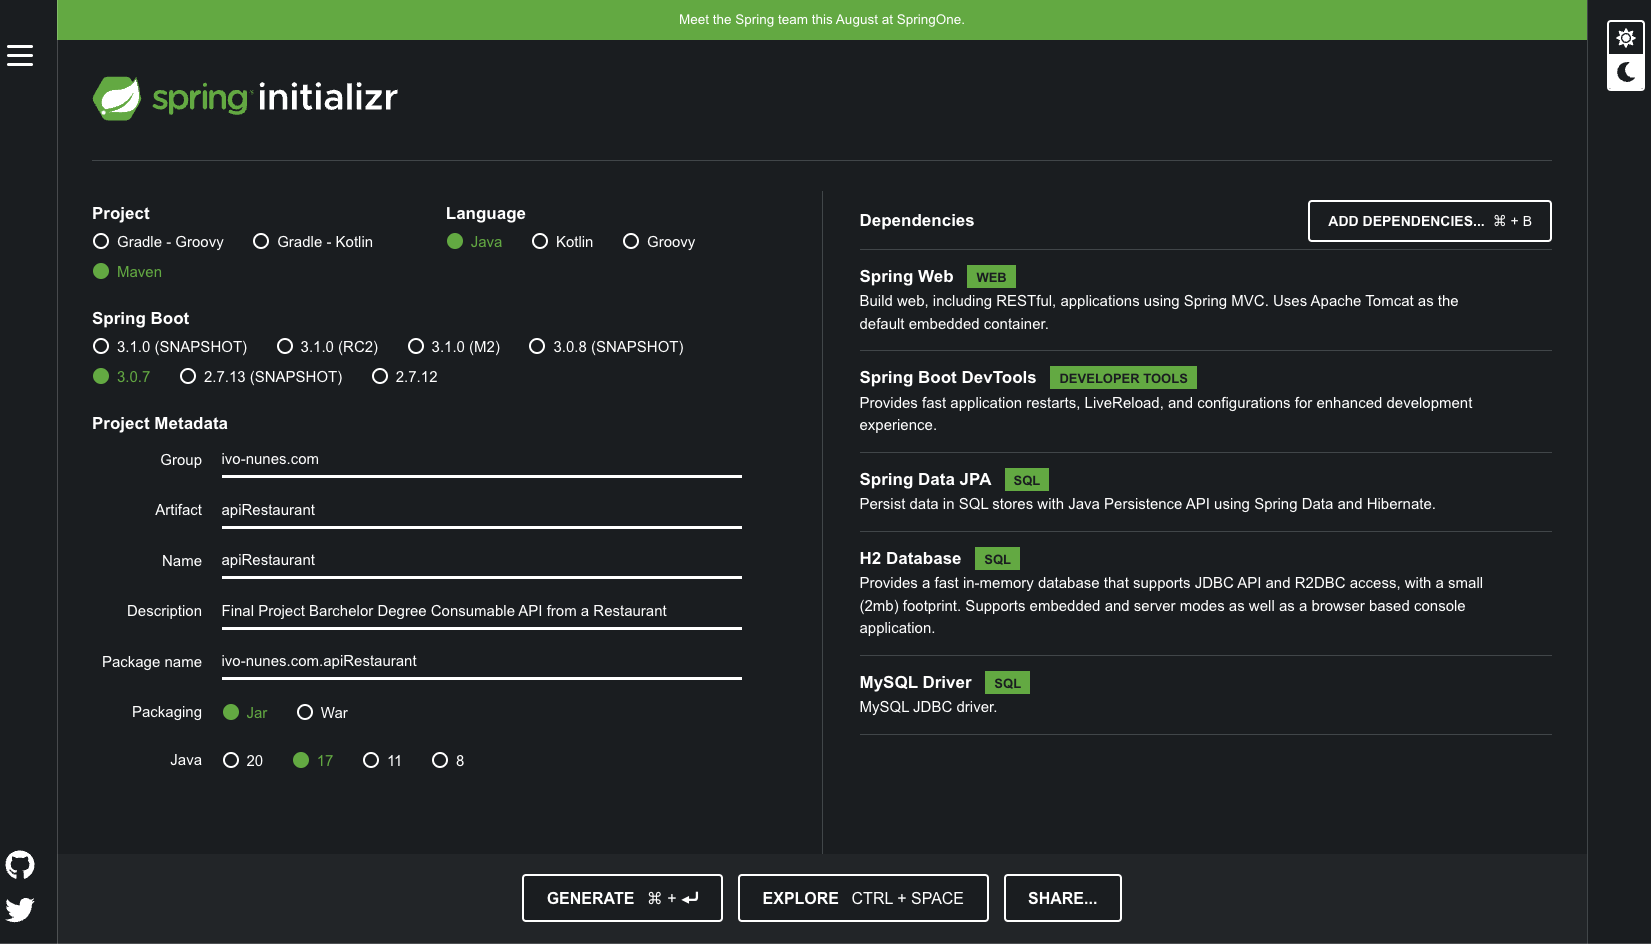 Meet the Spring team this August at SpringOne.
spring initializr
Project
Gradle - Groovy Gradle - Kotlin
Maven
Language
Java Kotlin Groovy
Spring Boot
3.1.0 (SNAPSHOT) 3.1.0 (RC2) 3.1.0 (M2) 3.0.8 (SNAPSHOT)
3.0.7 2.7.13 (SNAPSHOT) 2.7.12
Project Metadata
Group ivo-nunes.com
Artifact apiRestaurant
Name apiRestaurant
Description Final Project Barchelor Degree Consumable API from a Restaurant
Package name ivo-nunes.com.apiRestaurant
Packaging Jar War
Java 20 17 11 8
Dependencies ADD DEPENDENCIES... ⌘ + B
Spring Web WEB
Build web, including RESTful, applications using Spring MVC. Uses Apache Tomcat as the
default embedded container.
Spring Boot DevTools DEVELOPER TOOLS
Provides fast application restarts, LiveReload, and configurations for enhanced development
experience.
Spring Data JPA SQL
Persist data in SQL stores with Java Persistence API using Spring Data and Hibernate.
H2 Database SQL
Provides a fast in-memory database that supports JDBC API and R2DBC access, with a small
(2mb) footprint. Supports embedded and server modes as well as a browser based console
application.
MySQL Driver SQL
MySQL JDBC driver.
GENERATE ⌘ + ↵ EXPLORE CTRL + SPACE SHARE...